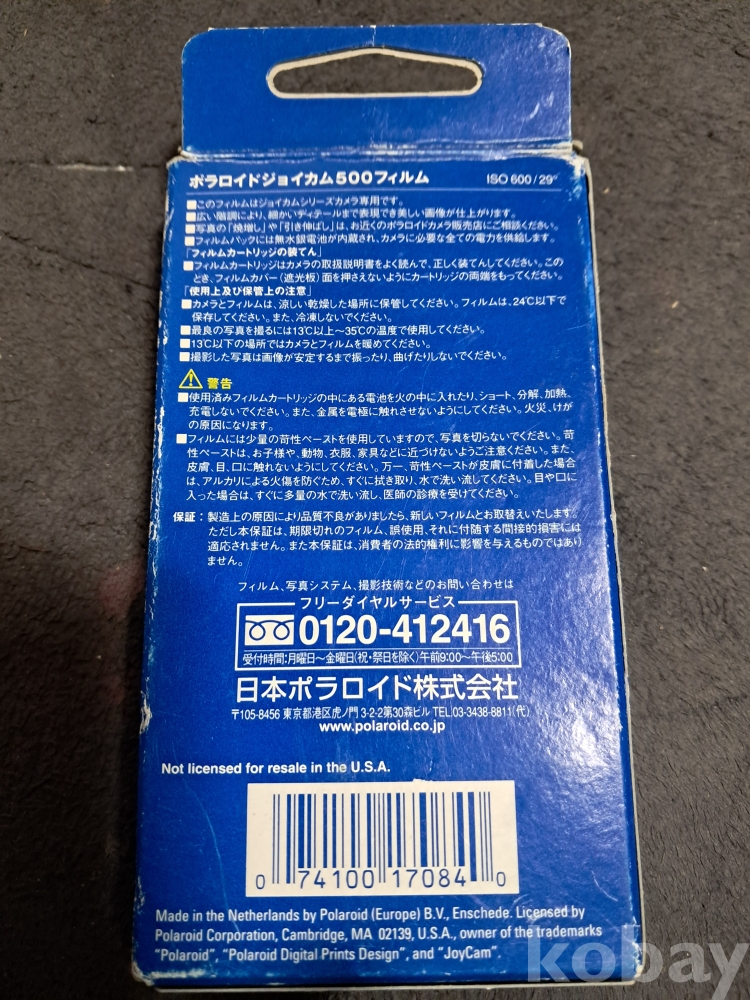 ポラロイドジョイカム500フィルム ISO 600/29°
■このフィルムはジョイカムシリーズカメラ専用です。
■広い階調により、細かいディテールまで表現でき美しい画像が仕上がります。
■写真の「焼増し」や「引き伸ばし」は、お近くのポラロイドカメラ販売店にご相談ください。
■フィルムパックには無水銀電池が内蔵され、カメラに必要な全ての電力を供給します。
「フィルムカートリッジの装てん」
■フィルムカートリッジはカメラの取扱説明書をよく読んで、正しく装てんしてください。この
とき、フィルムカバー(遮光板)面を押さえないようにカートリッジの両端をもってください。
「使用上及び保管上の注意」
■カメラとフィルムは、涼しい乾燥した場所に保管してください。フィルムは、24℃以下で
保存してください。また、冷凍しないでください。
■最良の写真を撮るには13℃以上〜35℃の温度で使用してください。
■13℃以下の場所ではカメラとフィルムを暖めてください。
■撮影した写真は画像が安定するまで振ったり、曲げたりしないでください。
警告
■使用済みフィルムカートリッジの中にある電池を火の中に入れたり、ショート、分解、加熱、
充電しないでください。また、金属を電極に触れさせないようにしてください。火災、けが
の原因になります。
■フィルムには少量の苛性ペーストを使用していますので、写真を切らないでください。苛
性ペーストは、お子様や、動物、衣服、家具などに近づけないようご注意ください。また、
皮膚、目、口に触れないようにしてください。万一、苛性ペーストが皮膚に付着した場合
は、アルカリによる火傷を防ぐため、すぐに拭き取り、水で洗い流してください。目や口に
入った場合は、すぐに多量の水で洗い流し、医師の診療を受けてください。
保証:製造上の原因により品質不良がありましたら、新しいフィルムとお取替えいたします。
ただし本保証は、期限切れのフィルム、誤使用、それに付随する間接的損害には
適応されません。また本保証は、消費者の法的権利に影響を与えるものではあり
ません。
フィルム、写真システム、撮影技術などのお問い合わせは
フリーダイヤルサービス
0120-412416
受付時間:月曜日〜金曜日(祝・祭日を除く)午前9:00〜午後5:00
日本ポラロイド株式会社
〒105-8456 東京都港区虎ノ門 3-2-2第30森ビル TEL.03-3438-8811(代)
www.polaroid.co.jp
Not licensed for resale in the U.S.A.
0 74100 17084 0
Made in the Netherlands by Polaroid (Europe) B.V., Enschede. Licensed by
Polaroid Corporation, Cambridge, MA 02139, U.S.A., owner of the trademarks
"Polaroid", "Polaroid Digital Prints Design", and "JoyCam".
kobay